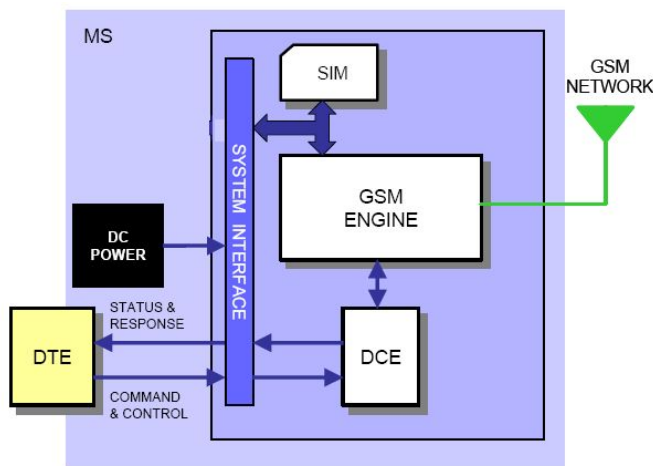 MS
SIM
GSM
NETWORK
SYSTEM INTERFACE
GSM
ENGINE
DC
POWER
STATUS &
RESPONSE
DTE
DCE
COMMAND
& CONTROL